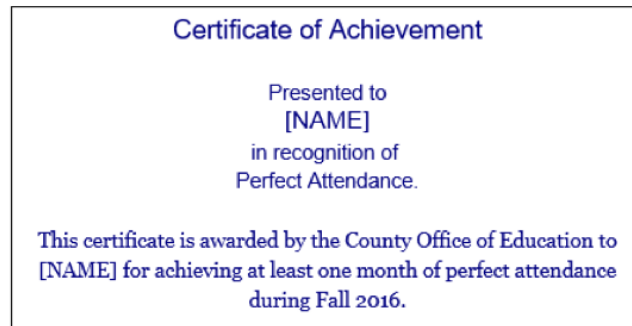 Certificate of Achievement
Presented to
[NAME]
in recognition of
Perfect Attendance.
This certificate is awarded by the County Office of Education to
[NAME] for achieving at least one month of perfect attendance
during Fall 2016.